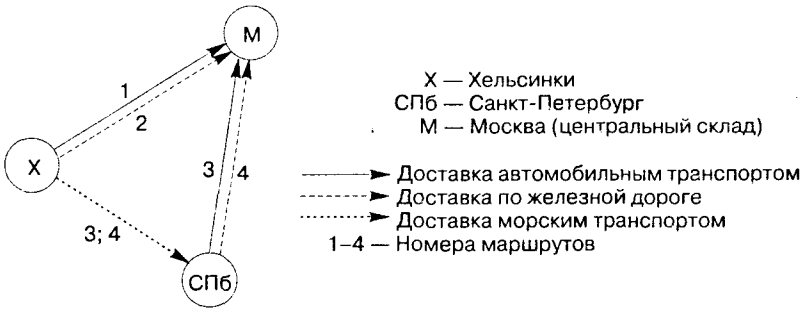 М
1
2
Х
3
4
3; 4
СПб
Х — Хельсинки
СПб — Санкт-Петербург
М — Москва (центральный склад)
Доставка автомобильным транспортом
Доставка по железной дороге
Доставка морским транспортом
1–4 — Номера маршрутов